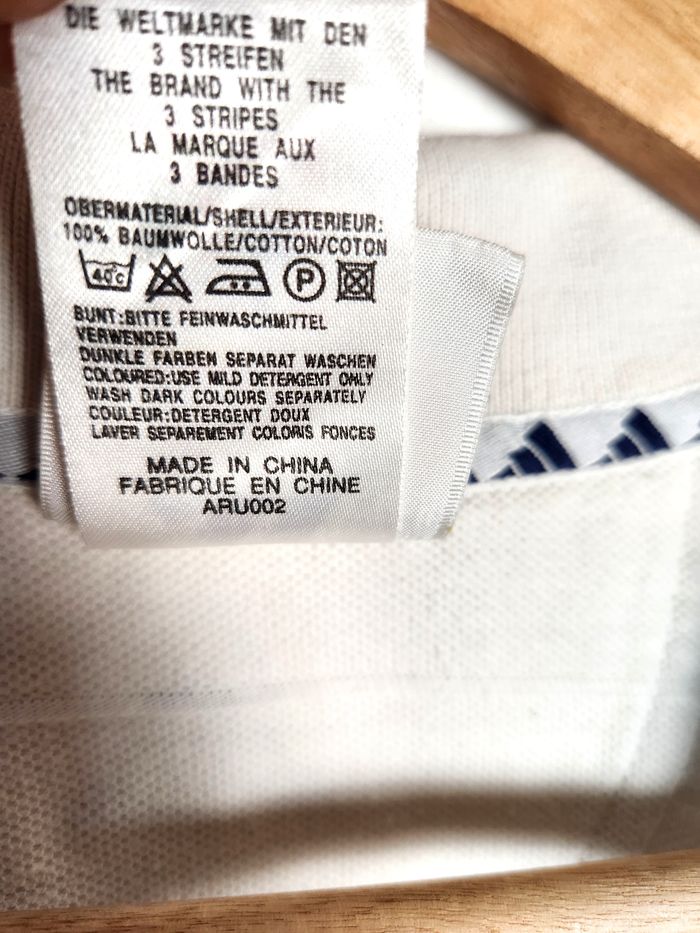 DIE WELTMARKE MIT DEN
3 STREIFEN
THE BRAND WITH THE
3 STRIPES
LA MARQUE AUX
3 BANDES
OBERMATERIAL/SHELL/EXTERIEUR:
100% BAUMWOLLE/COTTON/COTON
40°C P
BUNT:BITTE FEINWASCHMITTEL
VERWENDEN
DUNKLE FARBEN SEPARAT WASCHEN
COLOURED:USE MILD DETERGENT ONLY
WASH DARK COLOURS SEPARATELY
COULEUR:DETERGENT DOUX
LAVER SEPAREMENT COLORIS FONCES
MADE IN CHINA
FABRIQUE EN CHINE
ARU002